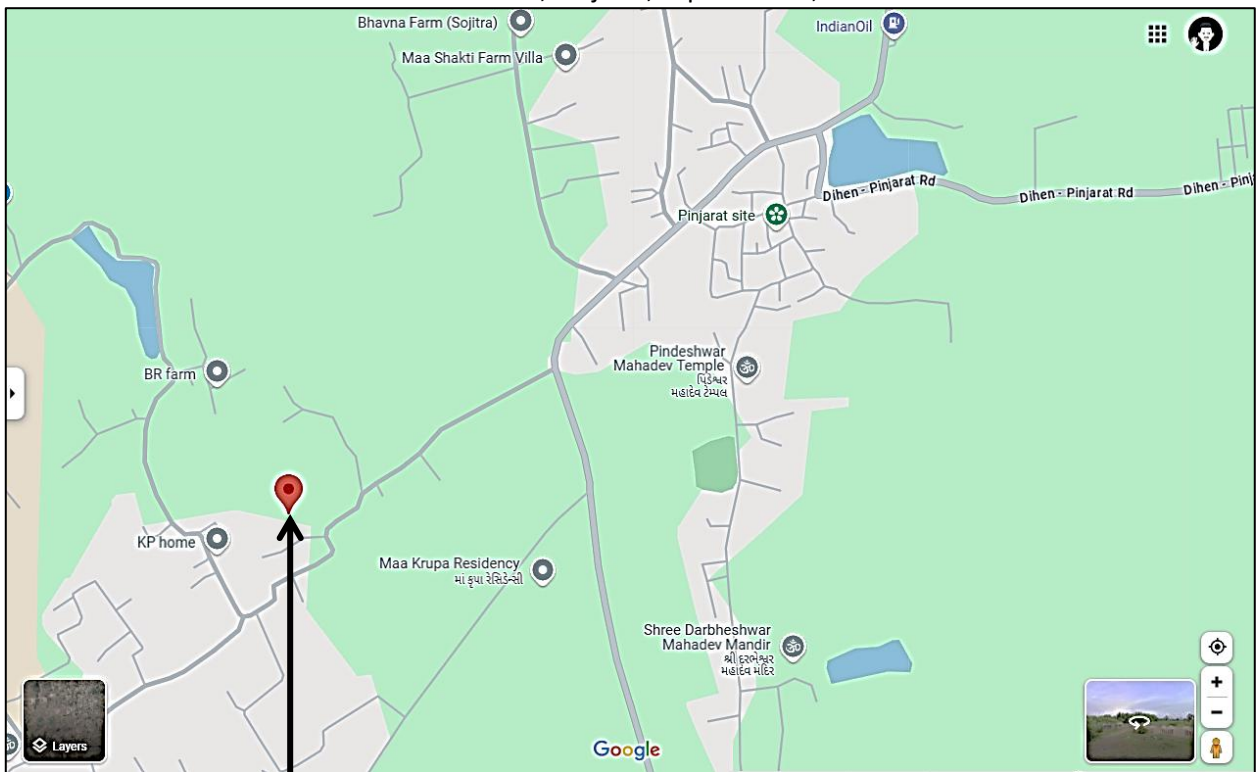 Bhavna Farm (Sojitra)
IndianOil
Maa Shakti Farm Villa
Dihen - Pinjarat Rd
Dihen - Pinjarat Rd
Pinjarat site
Pindeshwar
Mahadev Temple
મહાદેવ ટેમ્પલ
BR farm
KP home
Maa Krupa Residency
માં કૃપા રેસિડેન્સી
Shree Darbheshwar
Mahadev Mandir
શ્રી દરભેશ્વર
મહાદેવ મંદિર
Layers
Google